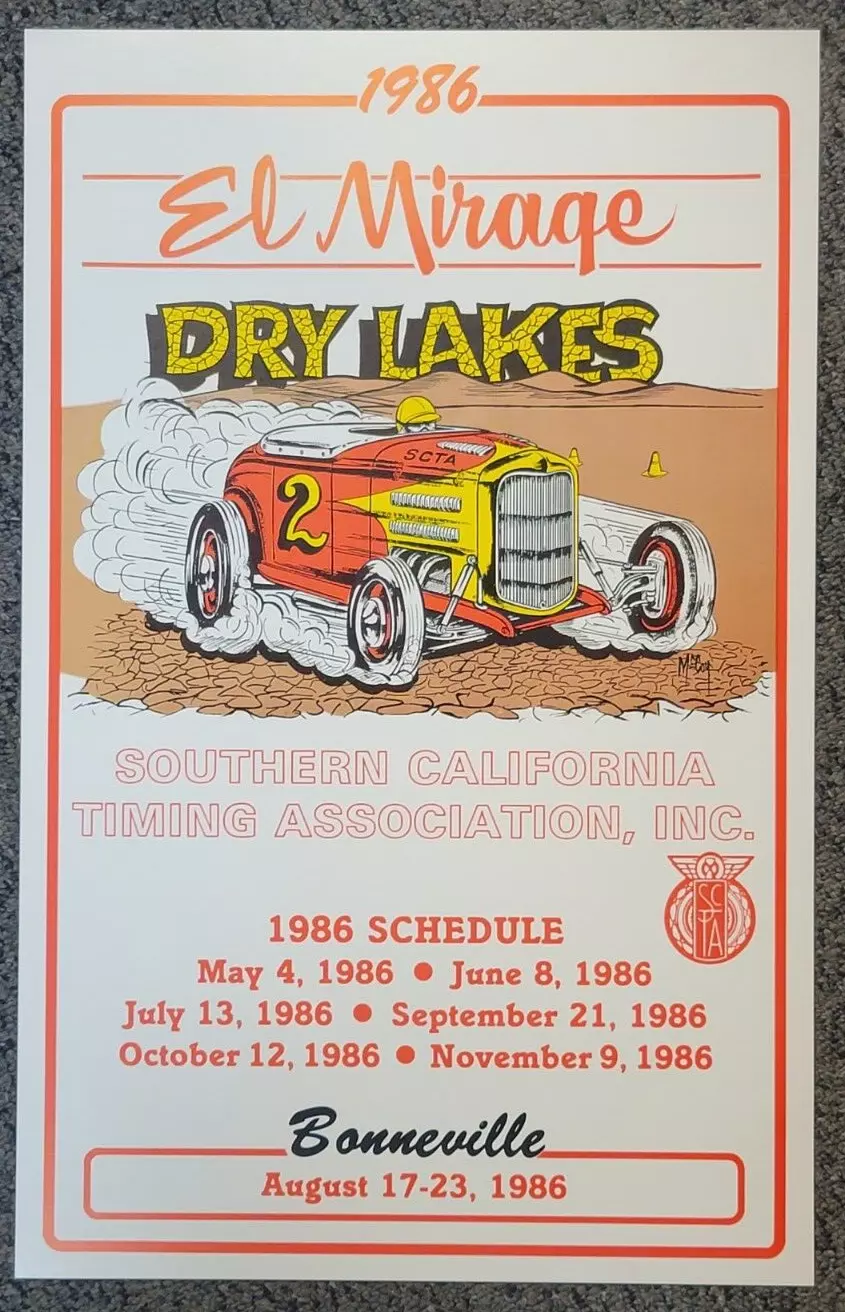 1986
El Mirage
DRY LAKES
SCTA
2
McCoy
SOUTHERN CALIFORNIA
TIMING ASSOCIATION, INC.
SCTA
1986 SCHEDULE
May 4, 1986 ● June 8, 1986
July 13, 1986 ● September 21, 1986
October 12, 1986 ● November 9, 1986
Bonneville
August 17-23, 1986